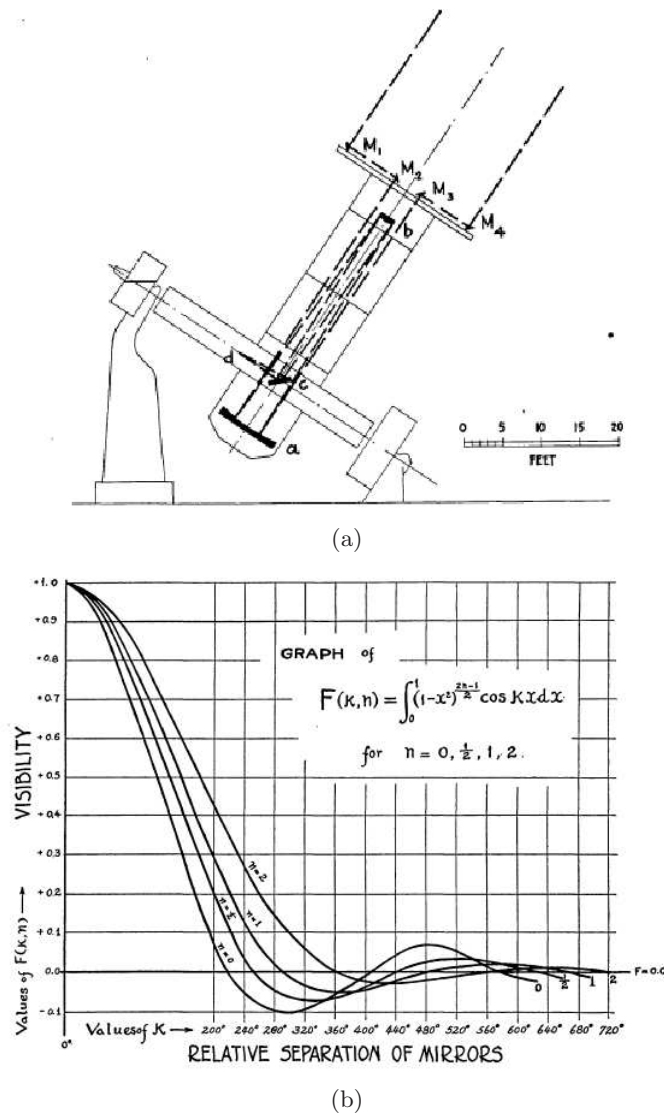 M1
M2
M3
M4
b
d
c
a
0 5 10 15 20
FEET
(a)
+1.0
+0.9
+0.8
+0.7
+0.6
+0.5
+0.4
+0.3
+0.2
+0.1
0.0
-0.1
VISIBILITY
Values of F(K,n) →
GRAPH of
F(K,n) = ∫₀¹ (1-x²)^((2n-1)/2) cos Kx dx
for n = 0, 1/2, 1, 2.
n=2
n=1
n=1/2
n=0
0 1/2 1 2
F=0.0
0° Values of K → 200° 240° 280° 320° 360° 400° 440° 480° 520° 560° 600° 640° 680° 720°
RELATIVE SEPARATION OF MIRRORS
(b)